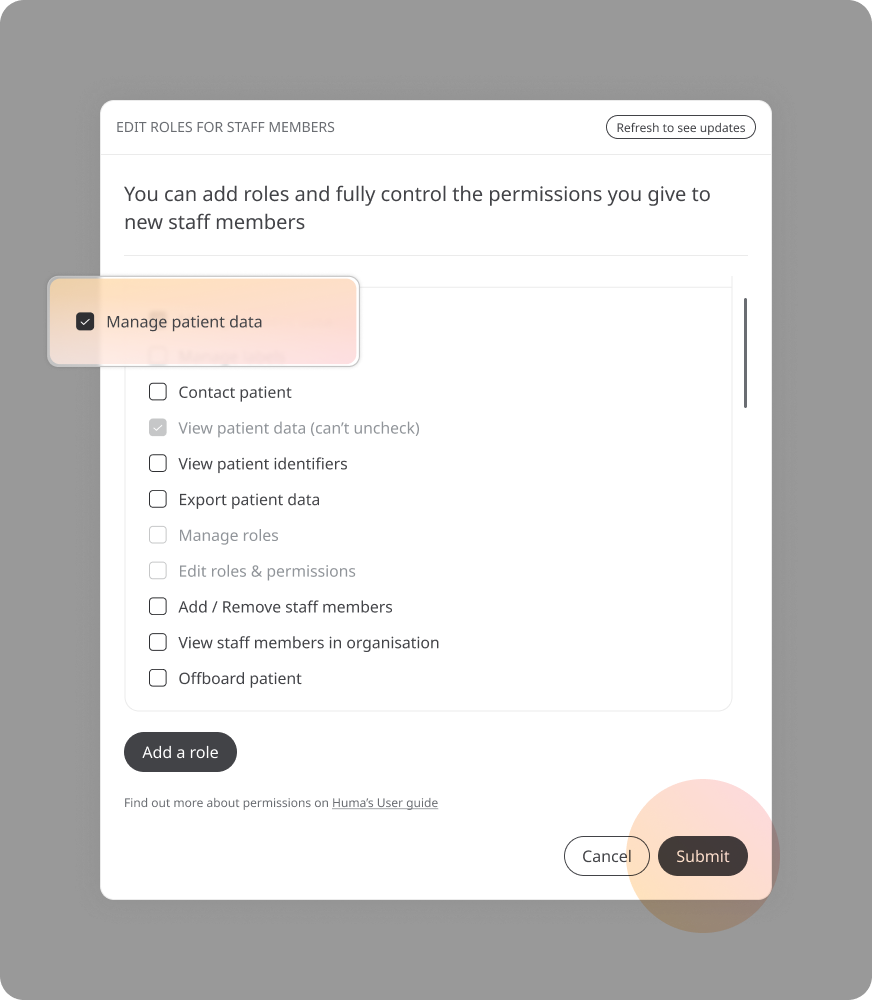 EDIT ROLES FOR STAFF MEMBERS
Refresh to see updates
You can add roles and fully control the permissions you give to
new staff members
Manage patient data
Contact patient
View patient data (can’t uncheck)
View patient identifiers
Export patient data
Manage roles
Edit roles & permissions
Add / Remove staff members
View staff members in organisation
Offboard patient
Add a role
Find out more about permissions on Huma’s User guide
Cancel
Submit